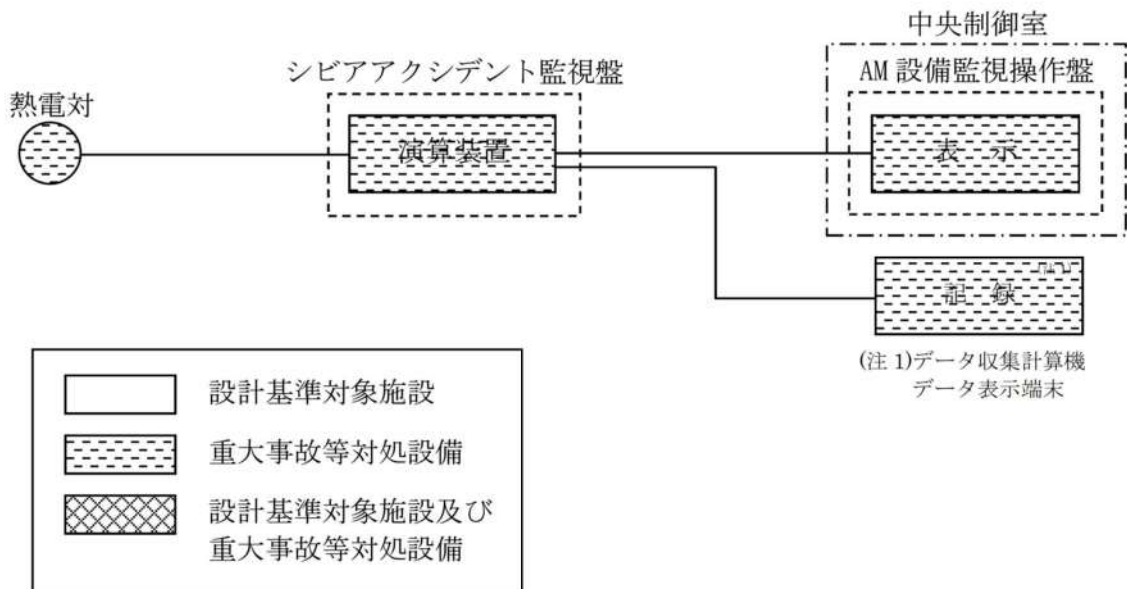 中央制御室
シビアアクシデント監視盤
AM 設備監視操作盤
熱電対
演算装置
表 示
記 録
(注 1)データ収集計算機
データ表示端末
設計基準対象施設
重大事故等対処設備
設計基準対象施設及び
重大事故等対処設備